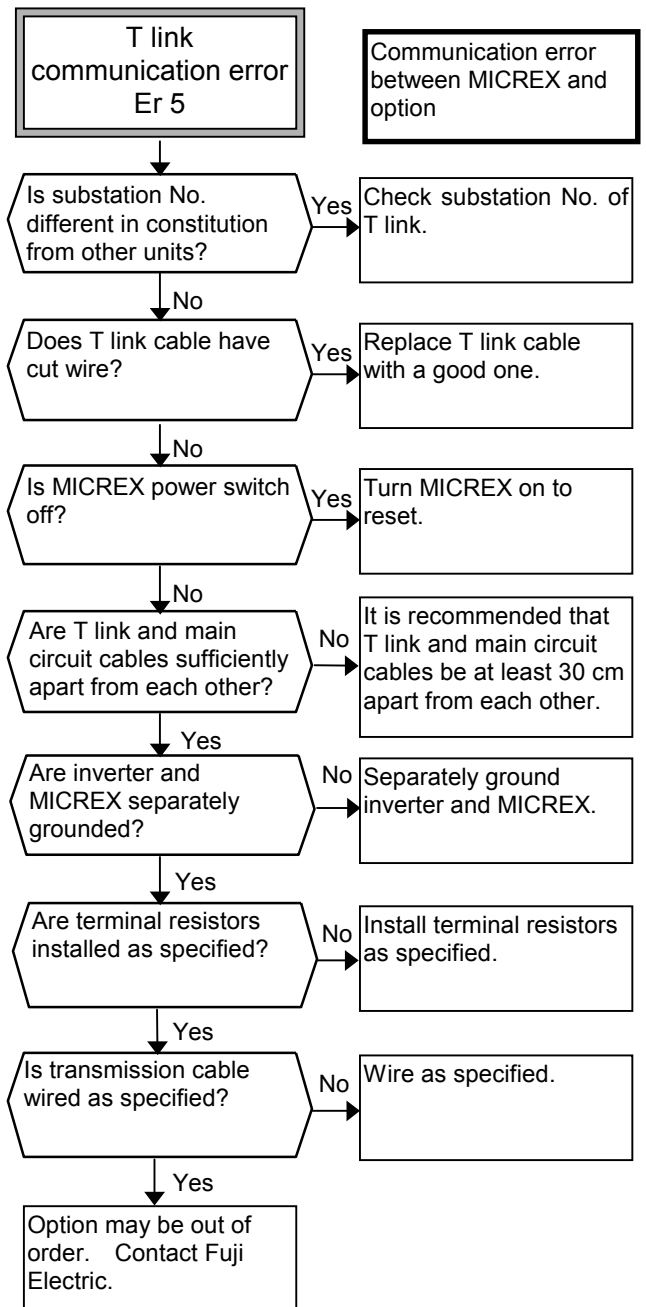 T link
communication error
Er 5
Communication error
between MICREX and
option
Is substation No.
different in constitution
from other units?
Yes
Check substation No. of
T link.
No
Does T link cable have
cut wire?
Yes
Replace T link cable
with a good one.
No
Is MICREX power switch
off?
Yes
Turn MICREX on to
reset.
No
Are T link and main
circuit cables sufficiently
apart from each other?
No
It is recommended that
T link and main circuit
cables be at least 30 cm
apart from each other.
Yes
Are inverter and
MICREX separately
grounded?
No
Separately ground
inverter and MICREX.
Yes
Are terminal resistors
installed as specified?
No
Install terminal resistors
as specified.
Yes
Is transmission cable
wired as specified?
No
Wire as specified.
Yes
Option may be out of
order. Contact Fuji
Electric.